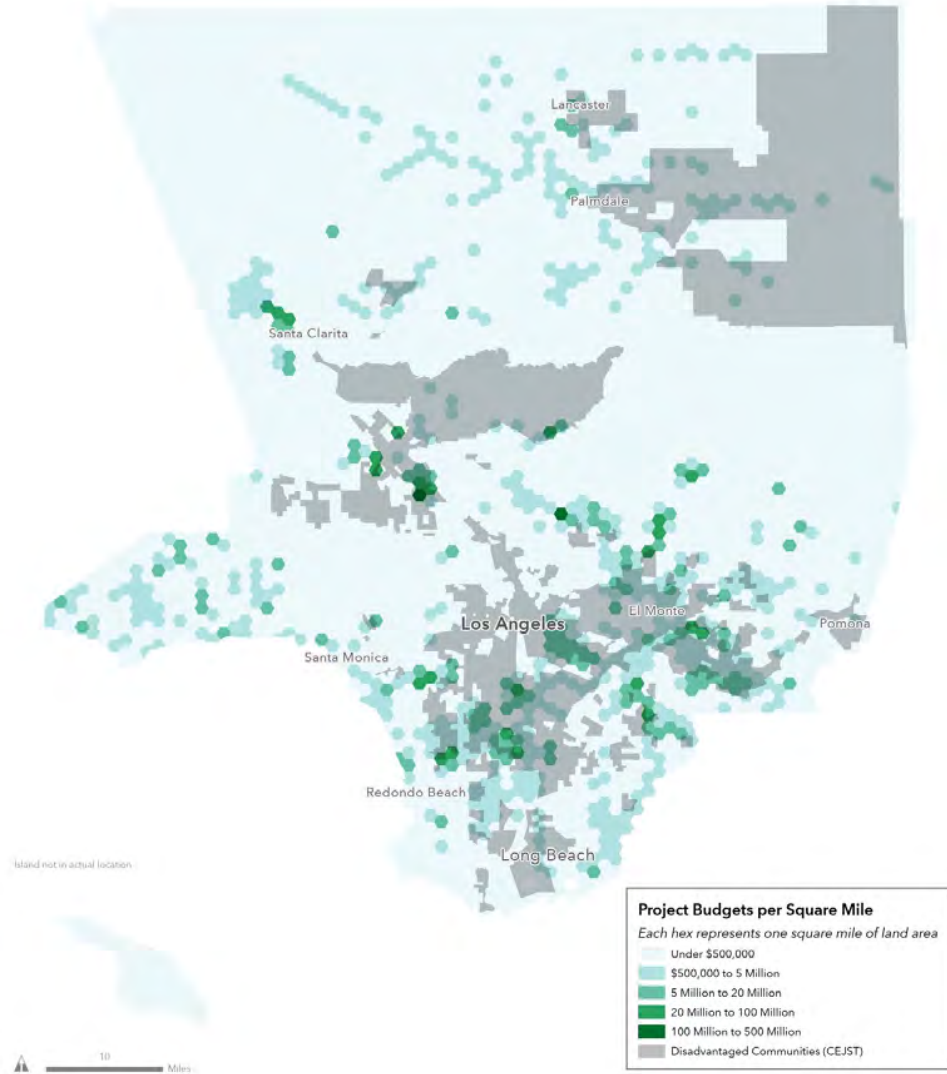 Lancaster
Palmdale
Santa Clarita
Los Angeles
El Monte
Pomona
Santa Monica
Redondo Beach
Long Beach
Island not in actual location
Project Budgets per Square Mile
Each hex represents one square mile of land area
Under $500,000
$500,000 to 5 Million
5 Million to 20 Million
20 Million to 100 Million
100 Million to 500 Million
Disadvantaged Communities (CEJST)
10
Miles